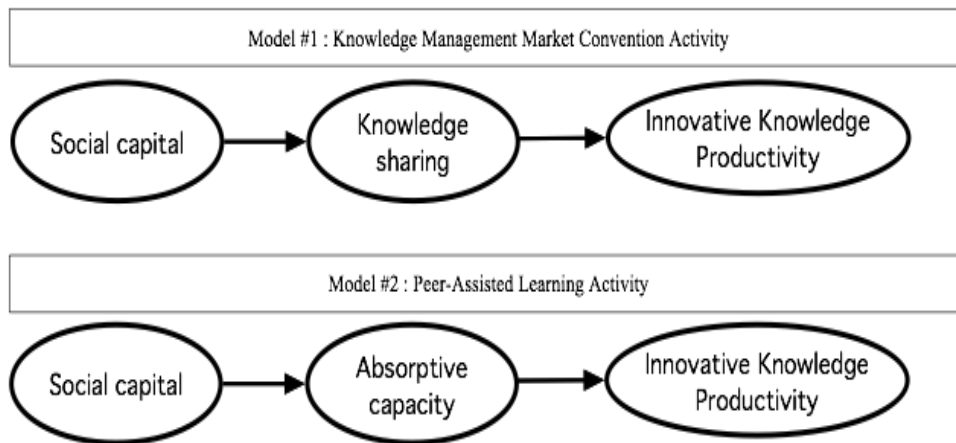 Model #1 : Knowledge Management Market Convention Activity
Social capital
Knowledge
sharing
Innovative Knowledge
Productivity
Model #2 : Peer-Assisted Learning Activity
Social capital
Absorptive
capacity
Innovative Knowledge
Productivity